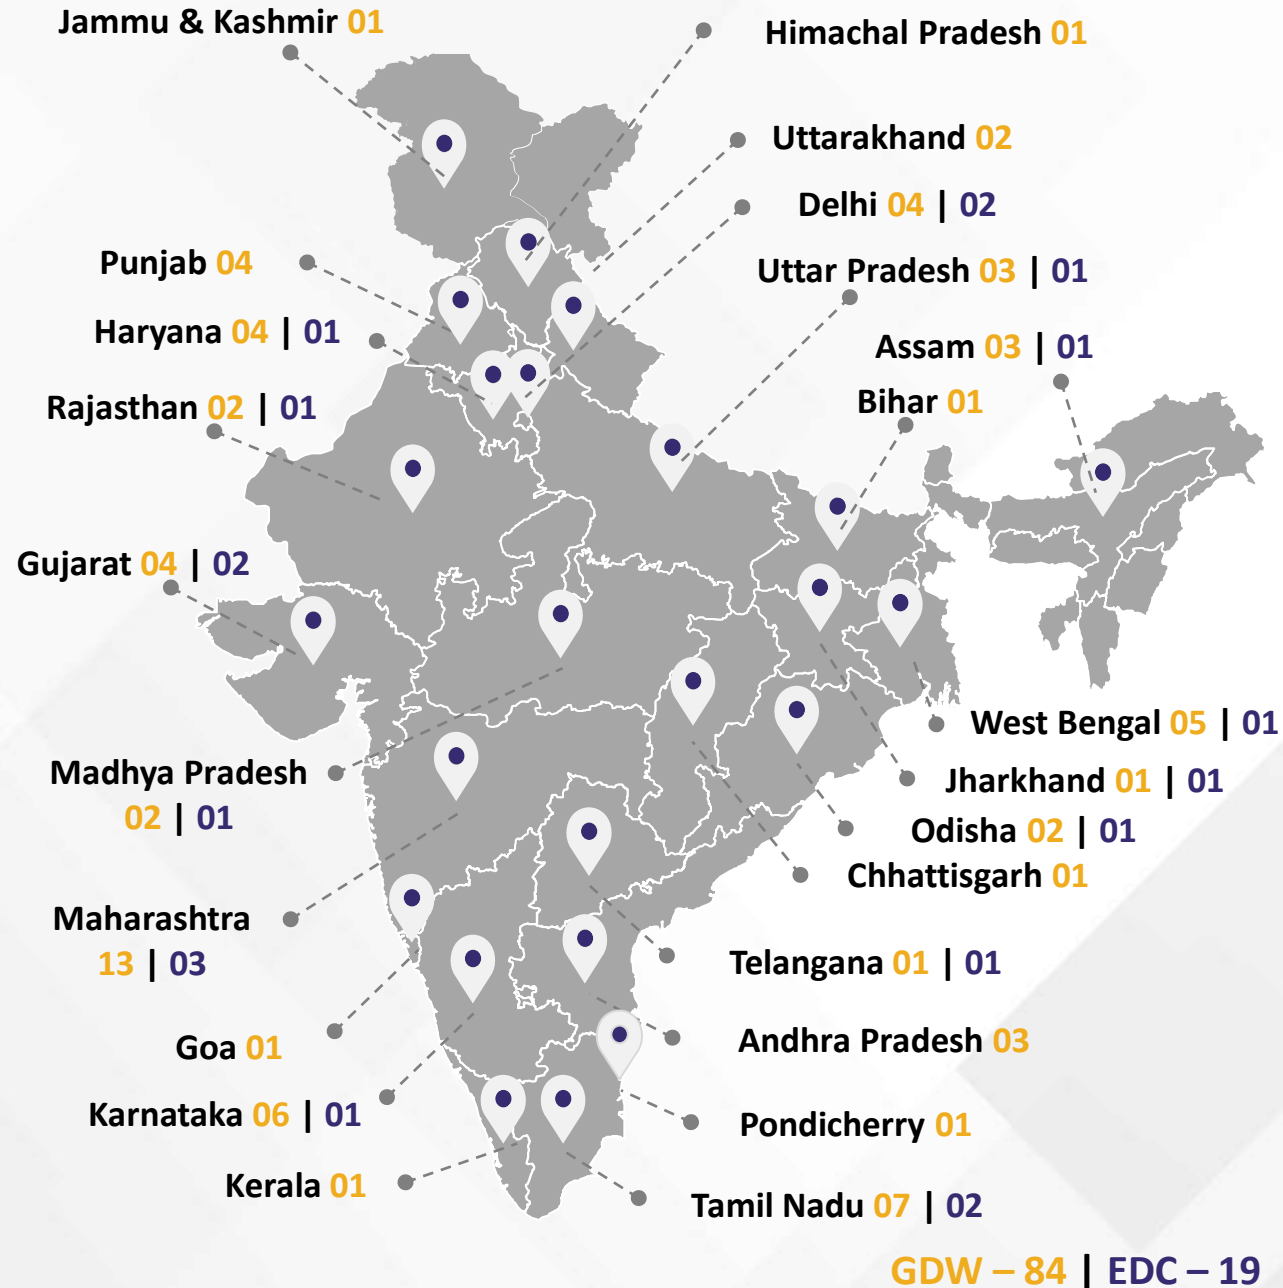 Jammu & Kashmir 01
Himachal Pradesh 01
Uttarakhand 02
Delhi 04 | 02
Punjab 04
Uttar Pradesh 03 | 01
Haryana 04 | 01
Assam 03 | 01
Bihar 01
Rajasthan 02 | 01
Gujarat 04 | 02
West Bengal 05 | 01
Madhya Pradesh
02 | 01
Jharkhand 01 | 01
Odisha 02 | 01
Chhattisgarh 01
Maharashtra
13 | 03
Telangana 01 | 01
Goa 01
Andhra Pradesh 03
Karnataka 06 | 01
Pondicherry 01
Kerala 01
Tamil Nadu 07 | 02
GDW – 84 | EDC – 19